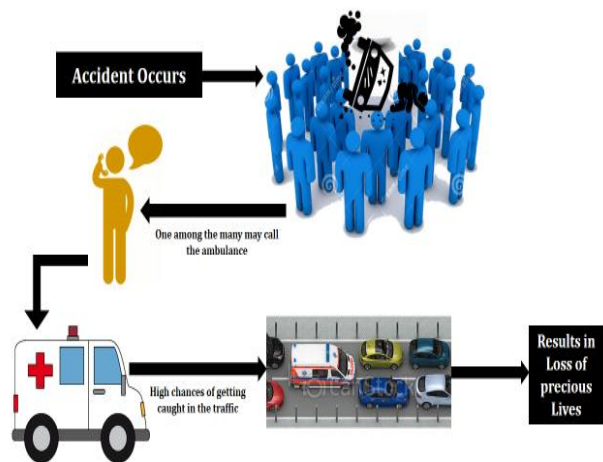 Accident Occurs
One among the many may call
the ambulance
High chances of getting
caught in the traffic
Results in
Loss of
precious
Lives